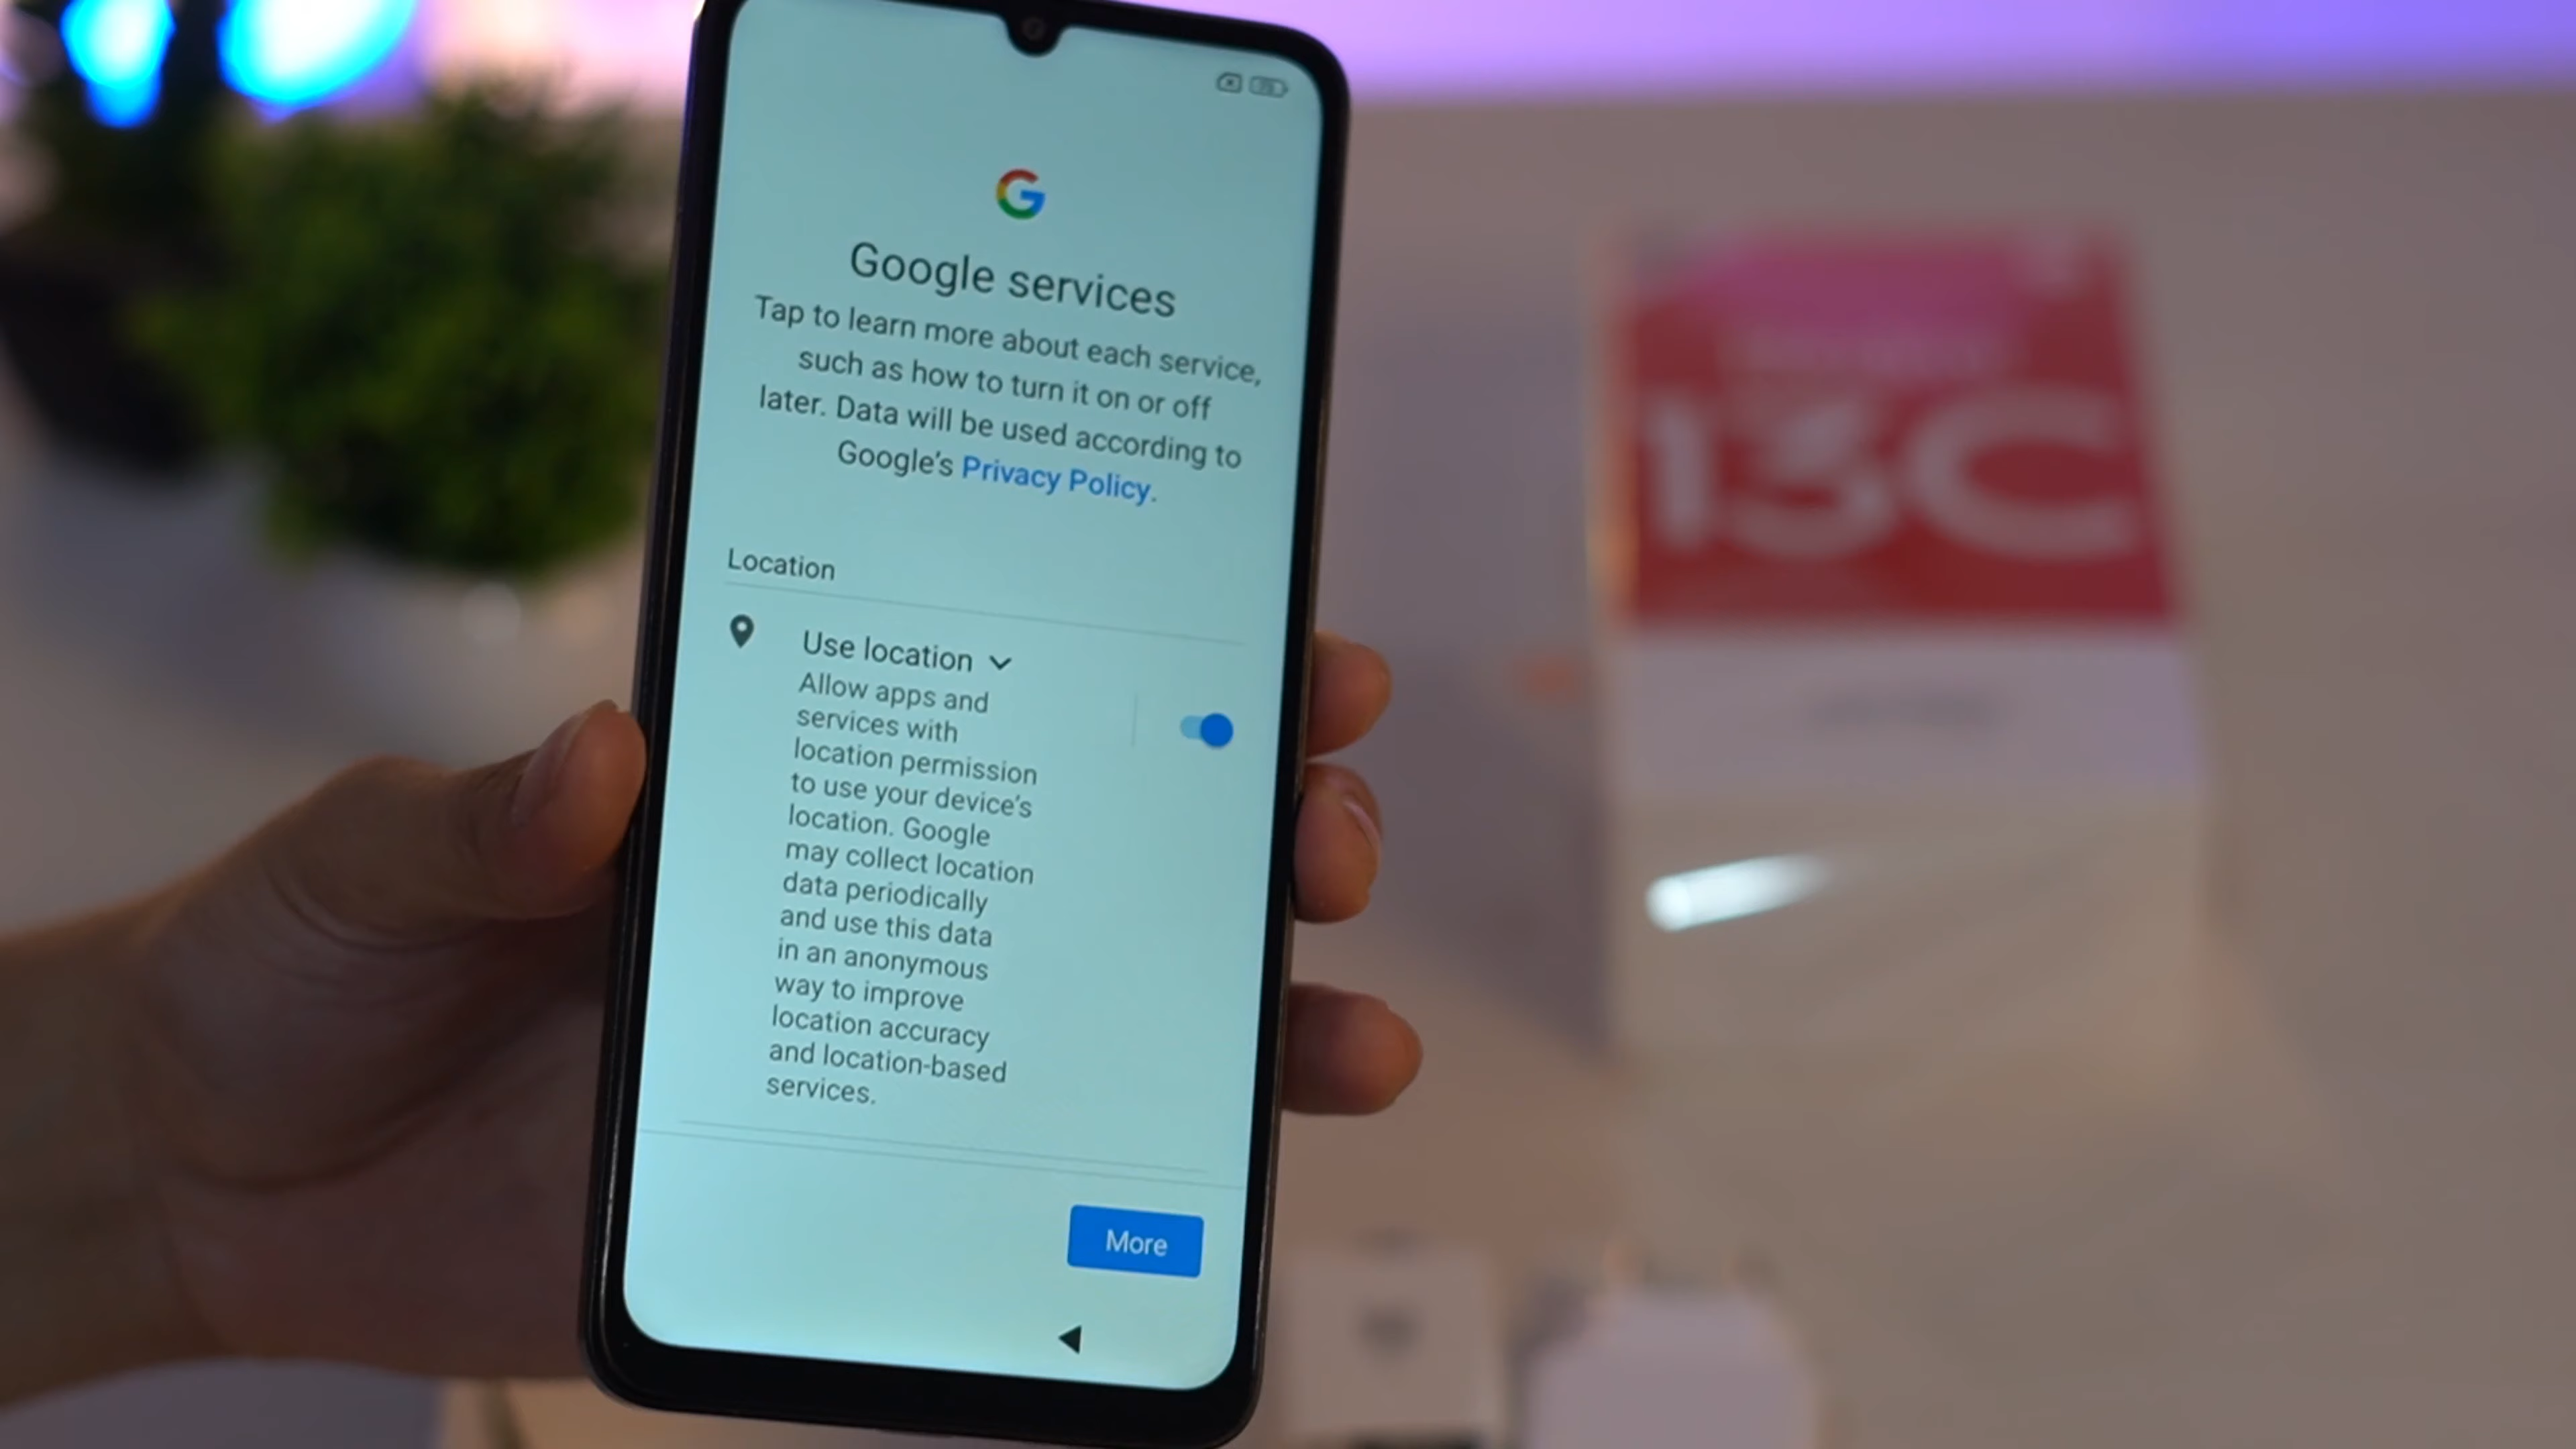 Google services
Tap to learn more about each service,
such as how to turn it on or off
later. Data will be used according to
Google's Privacy Policy.
Location
Use location
Allow apps and
services with
location permission
to use your device's
location. Google
may collect location
data periodically
and use this data
in an anonymous
way to improve
location accuracy
and location-based
services.
More
13C